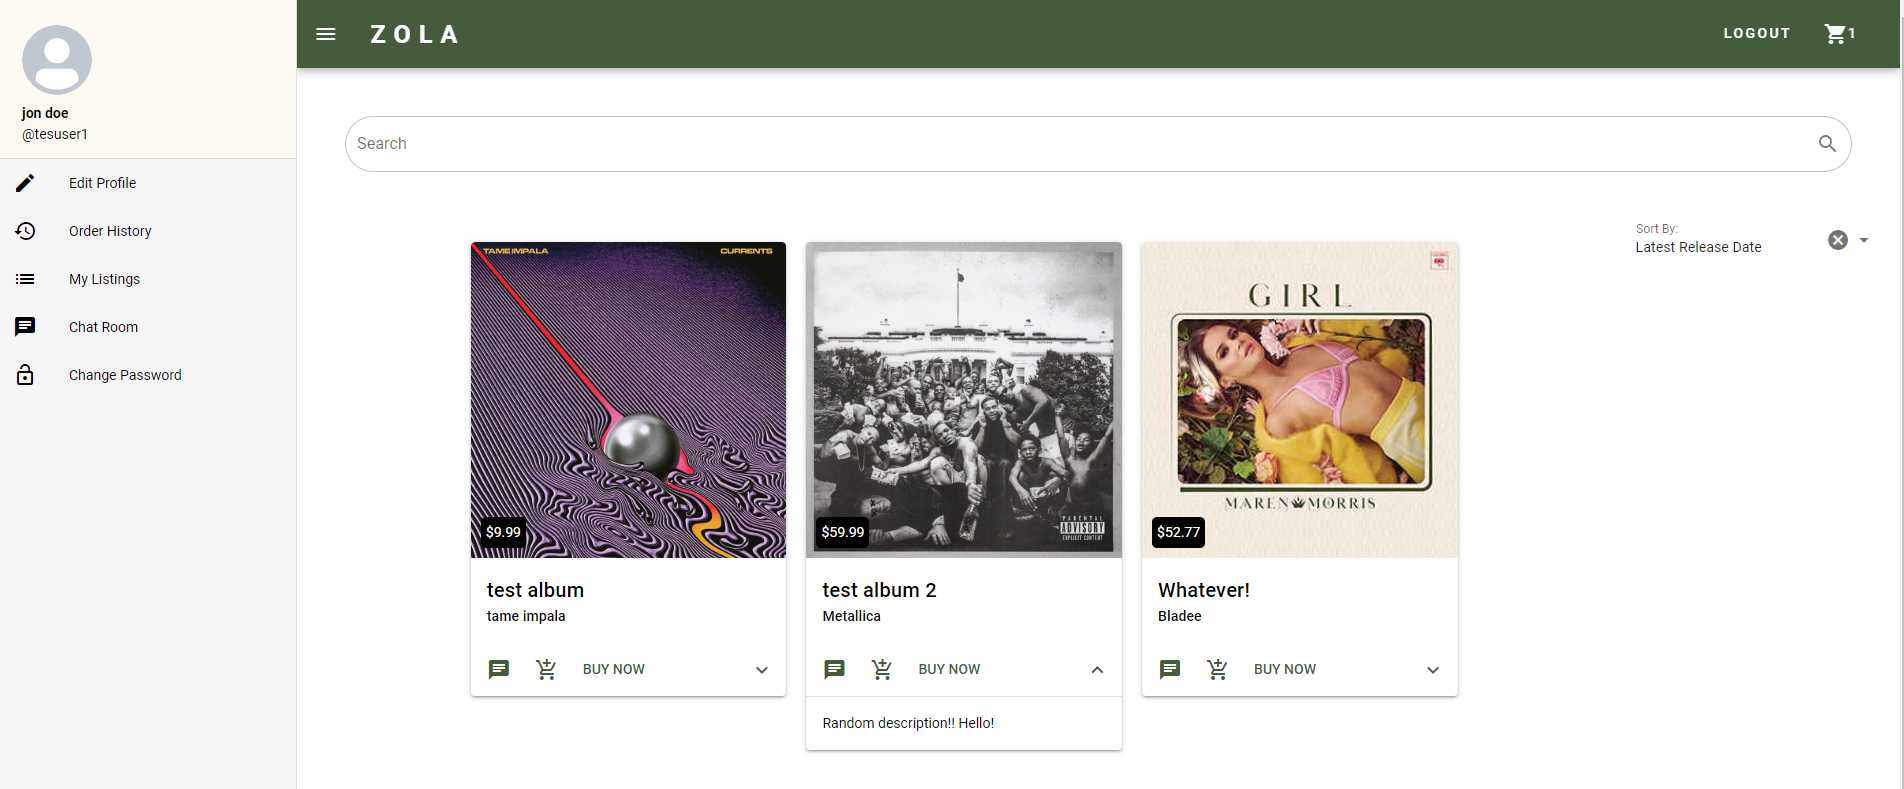 jon doe
@tesuser1
Edit Profile
Order History
My Listings
Chat Room
Change Password
ZOLA
LOGOUT
1
Search
Sort By:
Latest Release Date
TAME IMPALA
CURRENTS
$9.99
test album
tame impala
BUY NOW
PARENTAL
ADVISORY
EXPLICIT CONTENT
$59.99
test album 2
Metallica
BUY NOW
Random description!! Hello!
GIRL
MAREN MORRIS
$52.77
Whatever!
Bladee
BUY NOW